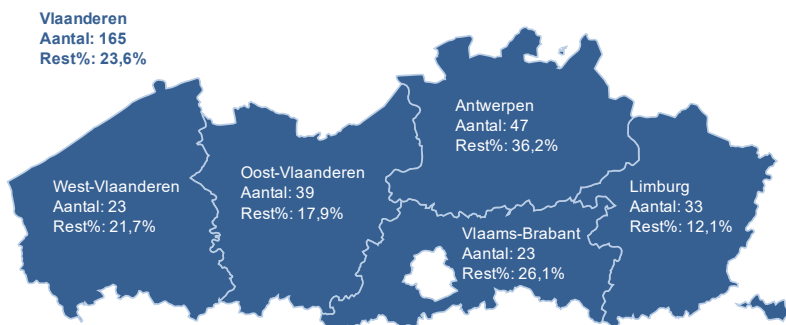 Vlaanderen
Aantal: 165
Rest%: 23,6%
Antwerpen
Aantal: 47
Rest%: 36,2%
West-Vlaanderen
Aantal: 23
Rest%: 21,7%
Oost-Vlaanderen
Aantal: 39
Rest%: 17,9%
Limburg
Aantal: 33
Rest%: 12,1%
Vlaams-Brabant
Aantal: 23
Rest%: 26,1%